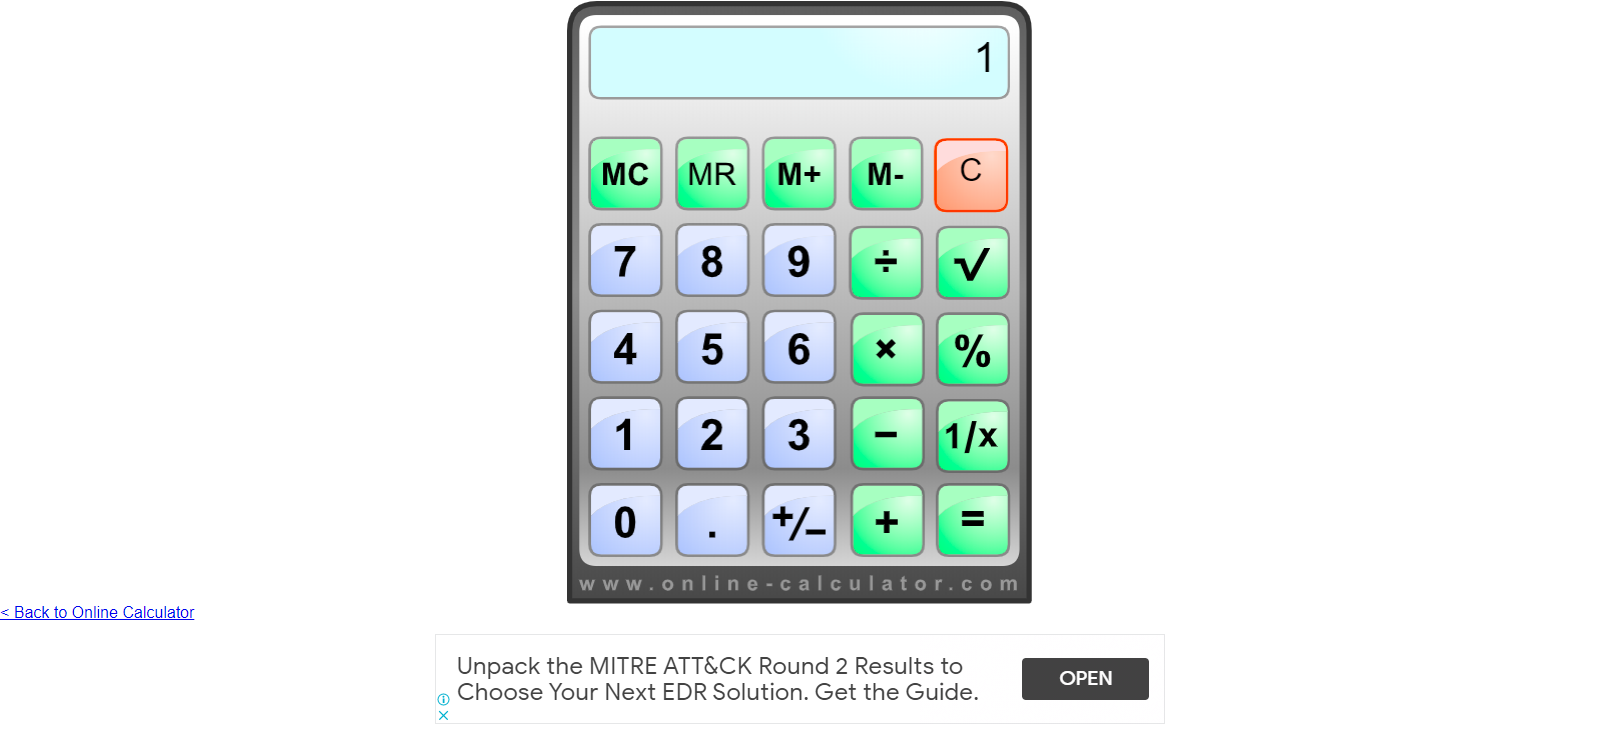 1
MC MR M+ M- C
7 8 9 ÷ √
4 5 6 × %
1 2 3 − 1/x
0 . +/− + =
www.online-calculator.com
< Back to Online Calculator
Unpack the MITRE ATT&CK Round 2 Results to
Choose Your Next EDR Solution. Get the Guide.
OPEN